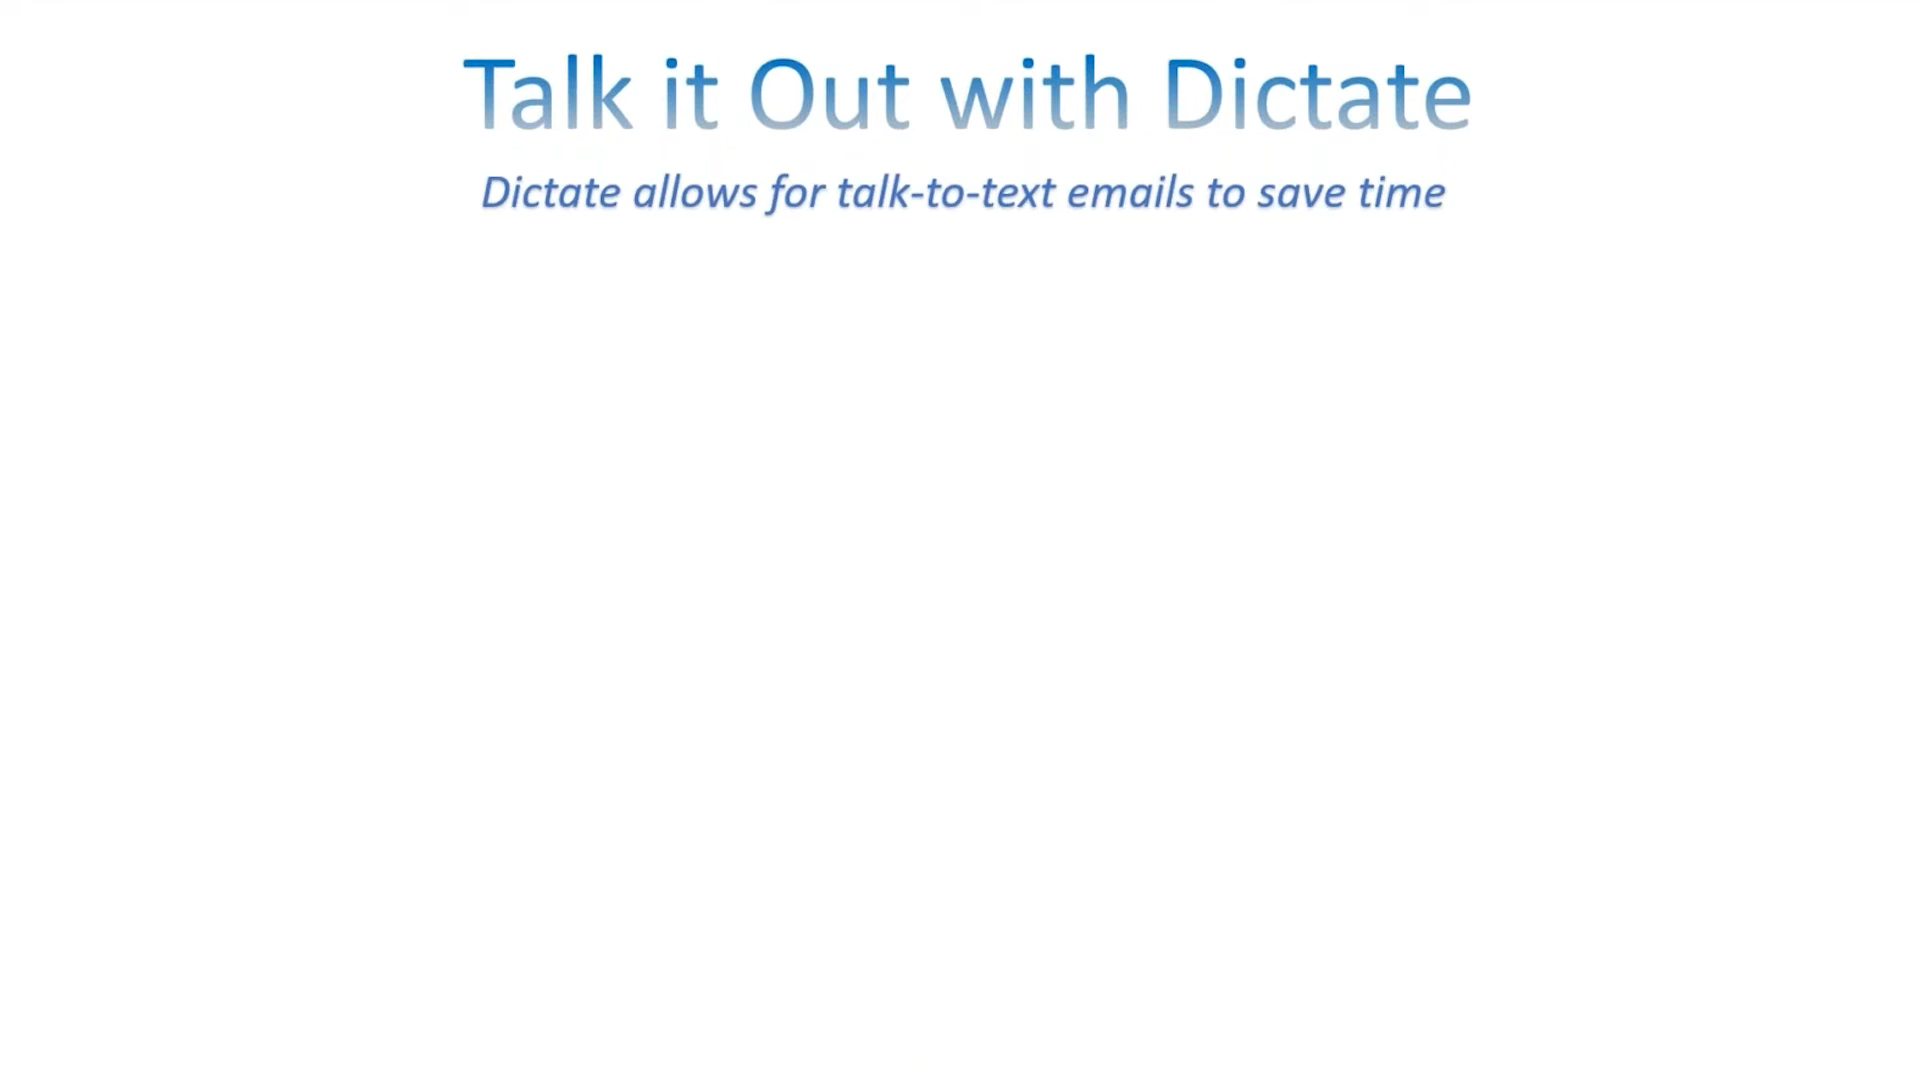 Talk it Out with Dictate
Dictate allows for talk-to-text emails to save time